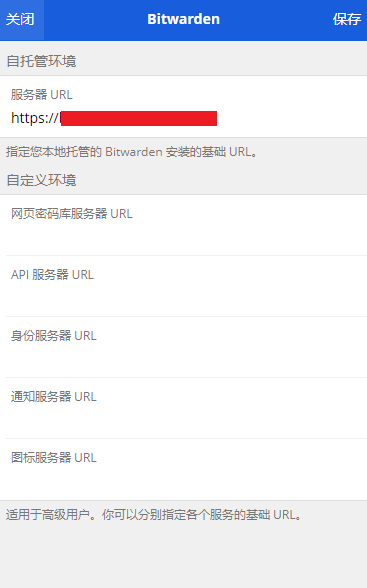 关闭
Bitwarden
保存
自托管环境
服务器 URL
https://
指定您本地托管的 Bitwarden 安装的基础 URL。
自定义环境
网页密码库服务器 URL
API 服务器 URL
身份服务器 URL
通知服务器 URL
图标服务器 URL
适用于高级用户。你可以分别指定各个服务的基础 URL。